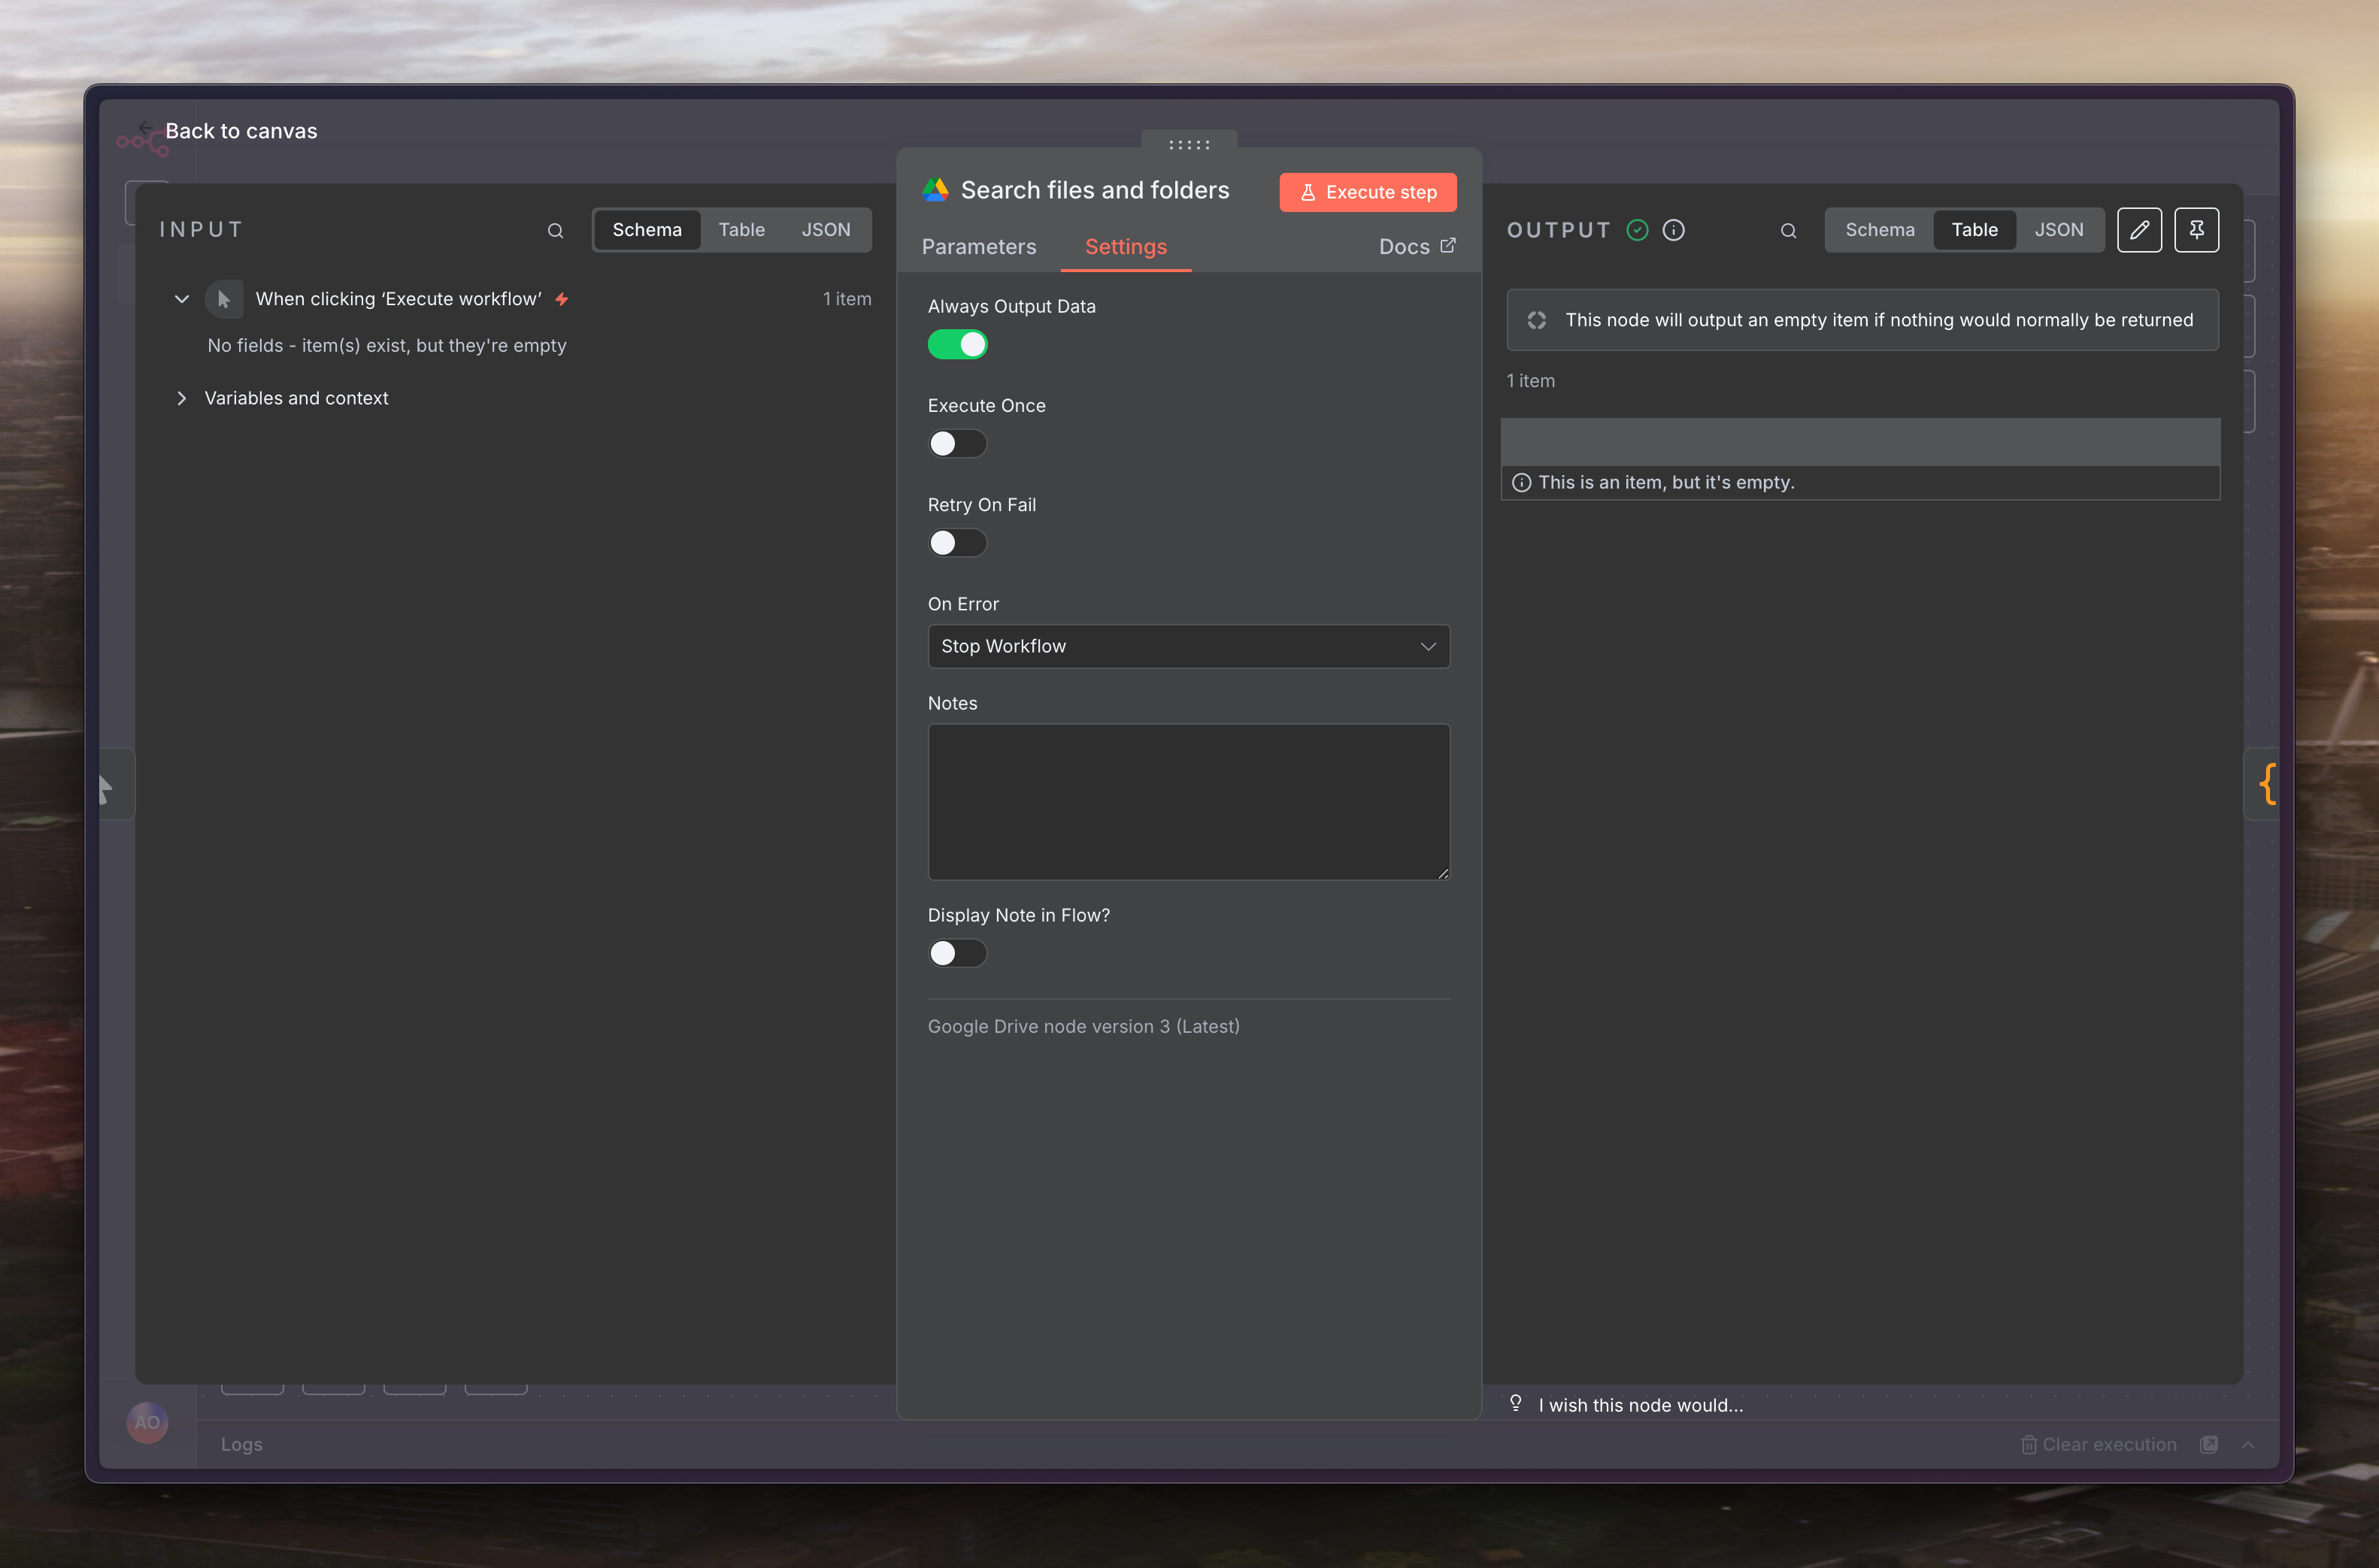 Back to canvas
INPUT
Schema
Table
JSON
When clicking ‘Execute workflow’
1 item
No fields - item(s) exist, but they're empty
Variables and context
Search files and folders
Execute step
Parameters
Settings
Docs
Always Output Data
Execute Once
Retry On Fail
On Error
Stop Workflow
Notes
Display Note in Flow?
Google Drive node version 3 (Latest)
OUTPUT
Schema
Table
JSON
This node will output an empty item if nothing would normally be returned
1 item
This is an item, but it's empty.
{
I wish this node would...
AO
Logs
Clear execution